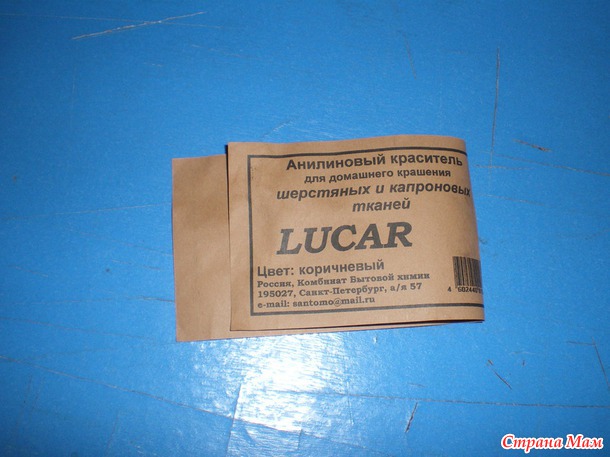 Анилиновый краситель
для домашнего крашения
шерстяных и капроновых
тканей
LUCAR
Цвет: коричневый
Россия, Комбинат Бытовой химии
195027, Санкт-Петербург, а/я 57
e-mail: santomo@mail.ru
Страна Мам